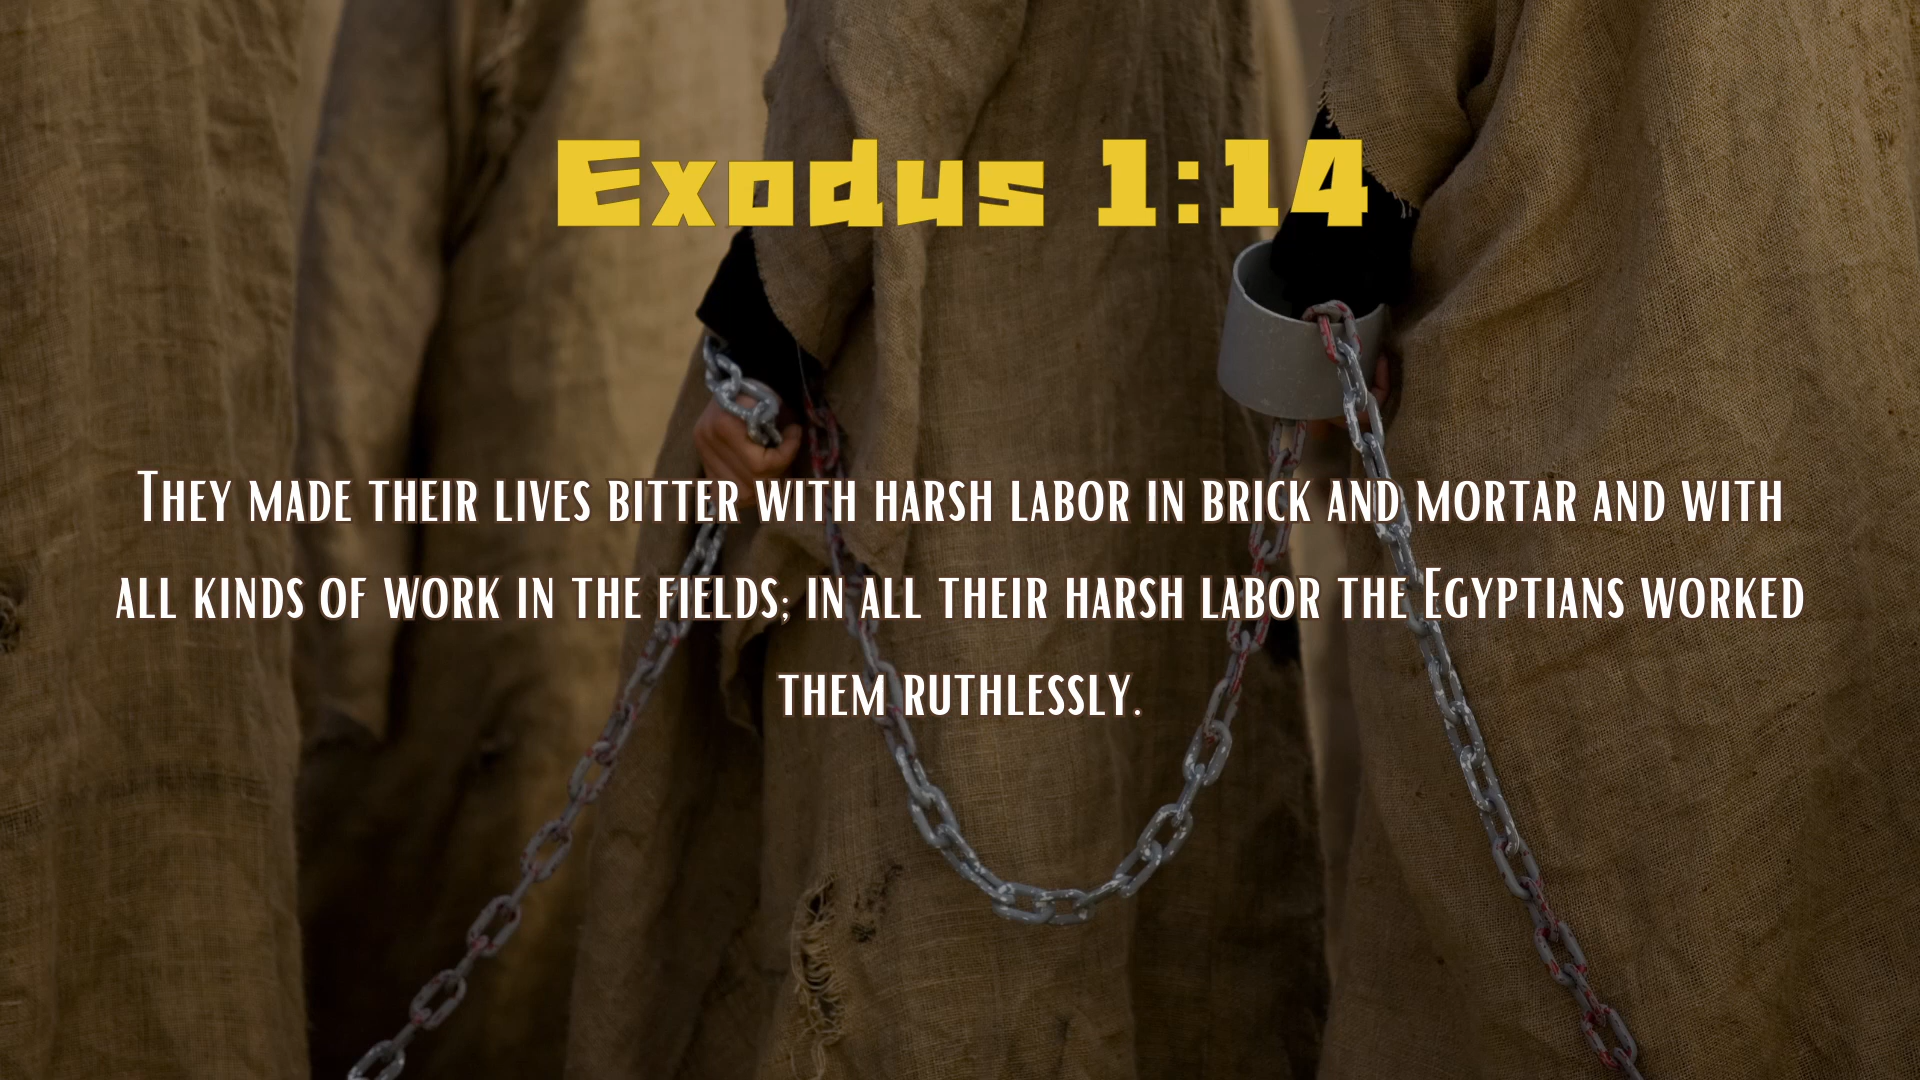 Exodus 1:14
They made their lives bitter with harsh labor in brick and mortar and with
all kinds of work in the fields; in all their harsh labor the Egyptians worked
them ruthlessly.